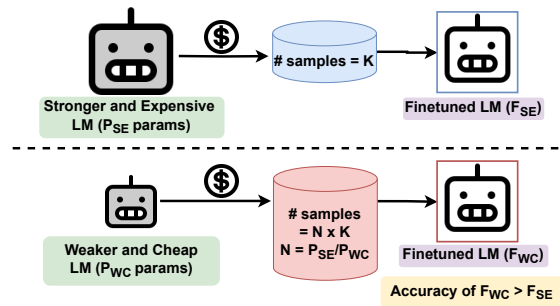 $
# samples = K
Stronger and Expensive
LM (P_SE params)
Finetuned LM (F_SE)
$
# samples
= N x K
N = P_SE/P_WC
Weaker and Cheap
LM (P_WC params)
Finetuned LM (F_WC)
Accuracy of F_WC > F_SE